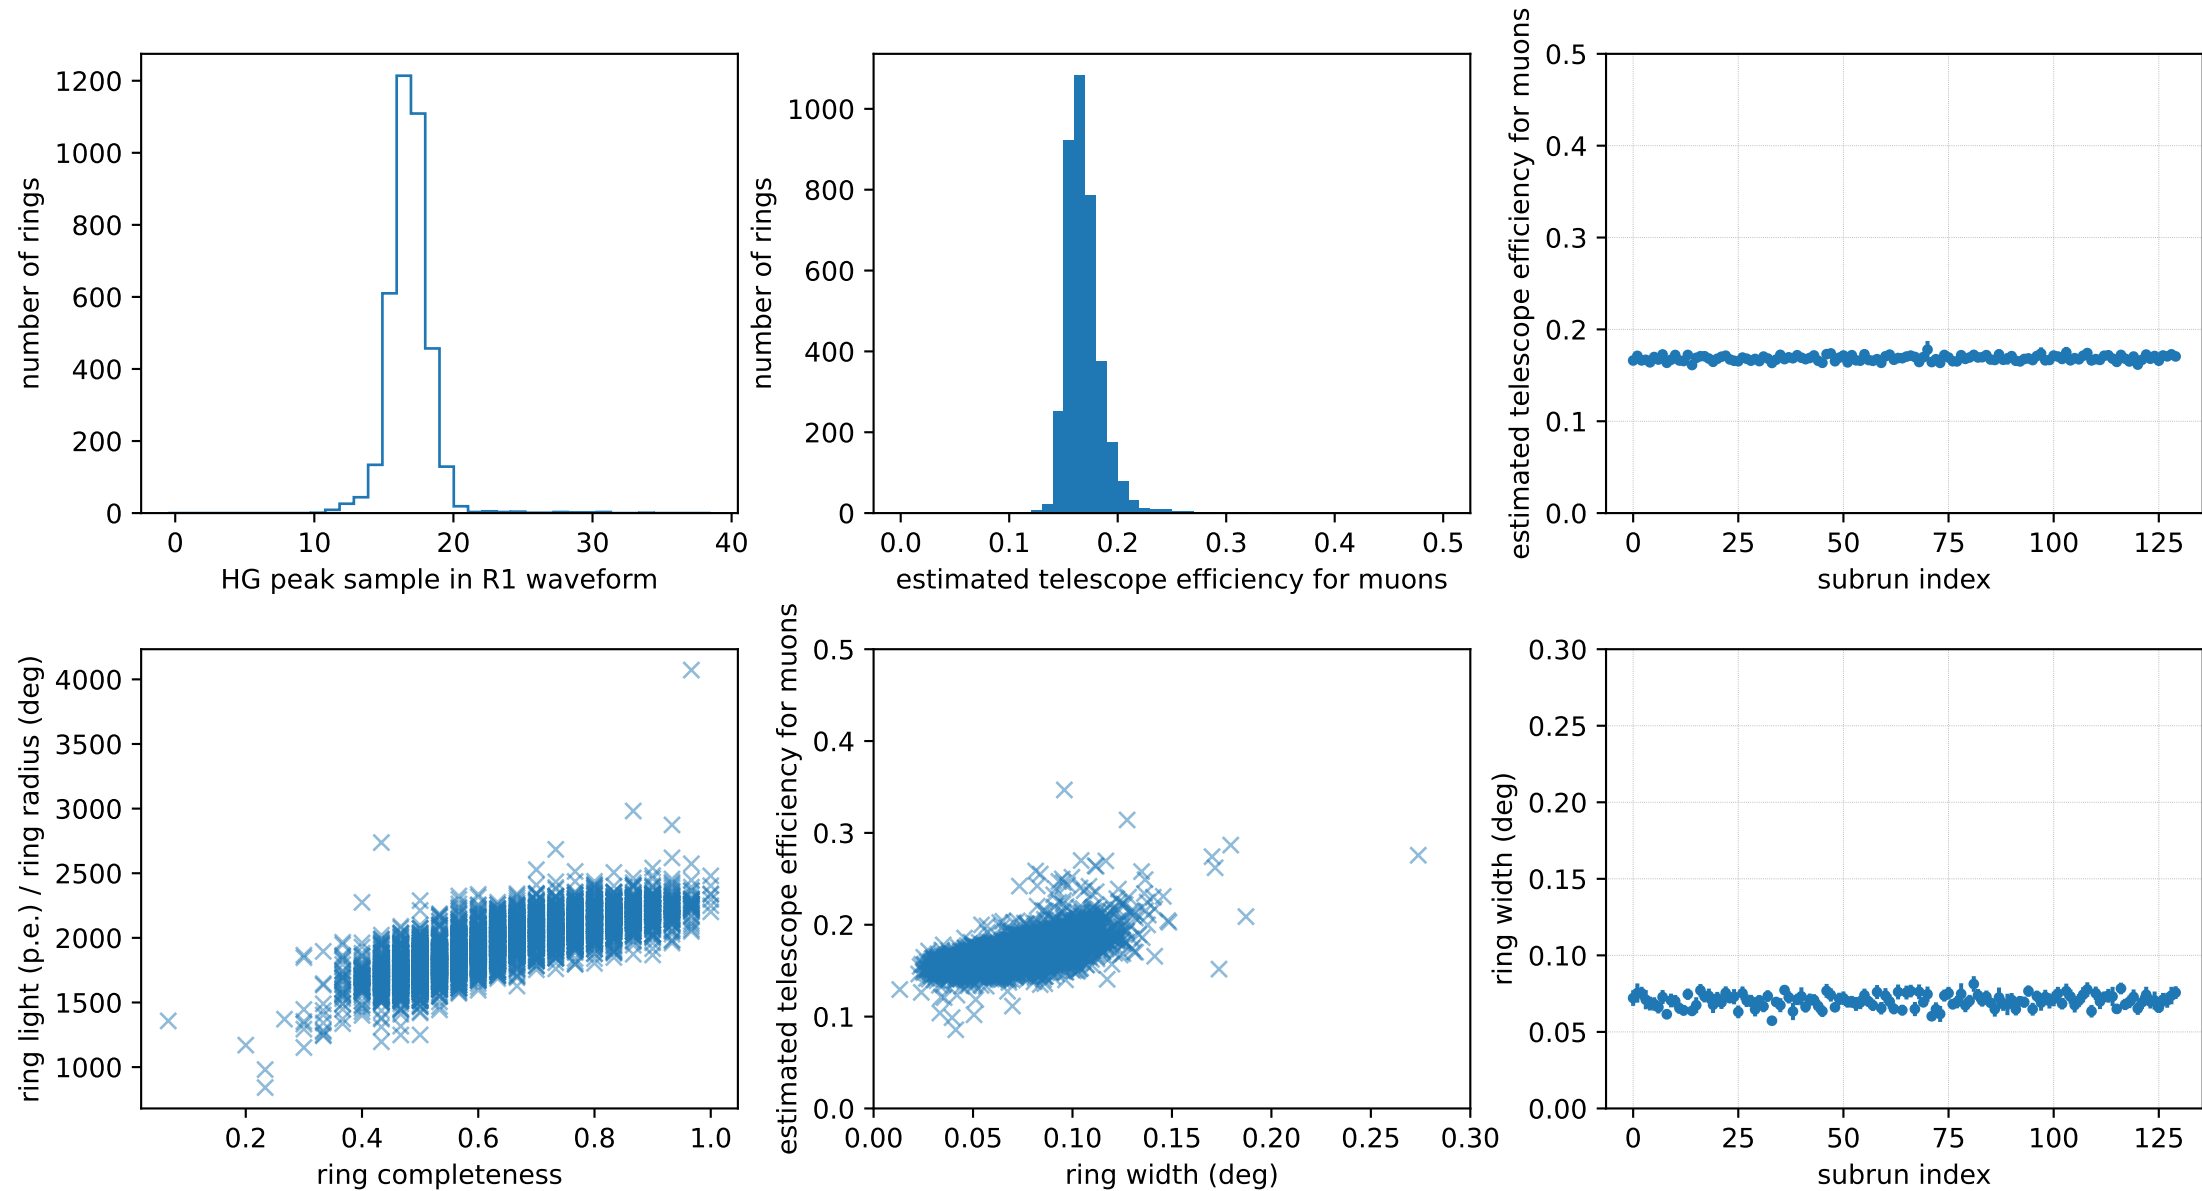 1200
1000
800
600
400
200
0
number of rings
0 10 20 30 40
HG peak sample in R1 waveform
1000
800
600
400
200
0
number of rings
0.0 0.1 0.2 0.3 0.4 0.5
estimated telescope efficiency for muons
0.5
0.4
0.3
0.2
0.1
0.0
estimated telescope efficiency for muons
0 25 50 75 100 125
subrun index
4000
3500
3000
2500
2000
1500
1000
ring light (p.e.) / ring radius (deg)
0.2 0.4 0.6 0.8 1.0
ring completeness
0.5
0.4
0.3
0.2
0.1
0.0
estimated telescope efficiency for muons
0.00 0.05 0.10 0.15 0.20 0.25 0.30
ring width (deg)
0.30
0.25
0.20
0.15
0.10
0.05
0.00
ring width (deg)
0 25 50 75 100 125
subrun index